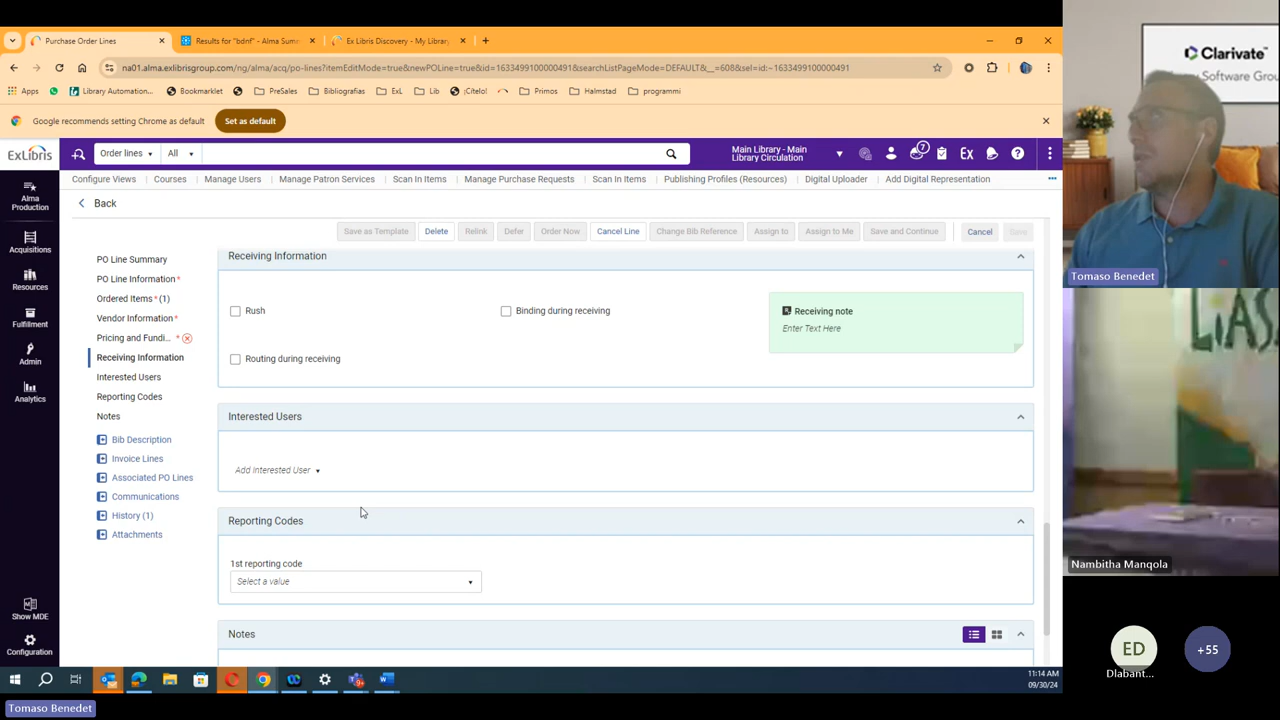 Purchase Order Lines
Results for "bdnf" - Alma Sum
Ex Libris Discovery - My Library
na01.alma.exlibrisgroup.com/ng/alma/acq/po-lines?itemEditMode=true&newPOLine=true&id=1633499100000491&searchListPageMode=DEFAULT&__=608&sel=id:~1633499100000491
Apps
Library Automation...
Bookmarklet
PreSales
Bibliografias
ExL
Lib
¡Cítelo!
Primos
Halmstad
programmi
Google recommends setting Chrome as default
Set as default
ExLibris
Order lines
All
Main Library - Main
Library Circulation
7
Ex
Configure Views
Courses
Manage Users
Manage Patron Services
Scan In Items
Manage Purchase Requests
Scan In Items
Publishing Profiles (Resources)
Digital Uploader
Add Digital Representation
Alma
Production
Acquisitions
Resources
Fulfillment
Admin
Analytics
Show MDE
Configuration
Back
Save as Template
Delete
Relink
Defer
Order Now
Cancel Line
Change Bib Reference
Assign to
Assign to Me
Save and Continue
Cancel
Save
PO Line Summary
PO Line Information*
Ordered Items* (1)
Vendor Information*
Pricing and Fundi... *
Receiving Information
Interested Users
Reporting Codes
Notes
Bib Description
Invoice Lines
Associated PO Lines
Communications
History (1)
Attachments
Receiving Information
Rush
Binding during receiving
Receiving note
Enter Text Here
Routing during receiving
Interested Users
Add Interested User
Reporting Codes
1st reporting code
Select a value
Notes
11:14 AM
09/30/24
Tomaso Benedet
Clarivate™
Tomaso Benedet
LIAS
Nambitha Manqola
ED
Dlabant...
+55